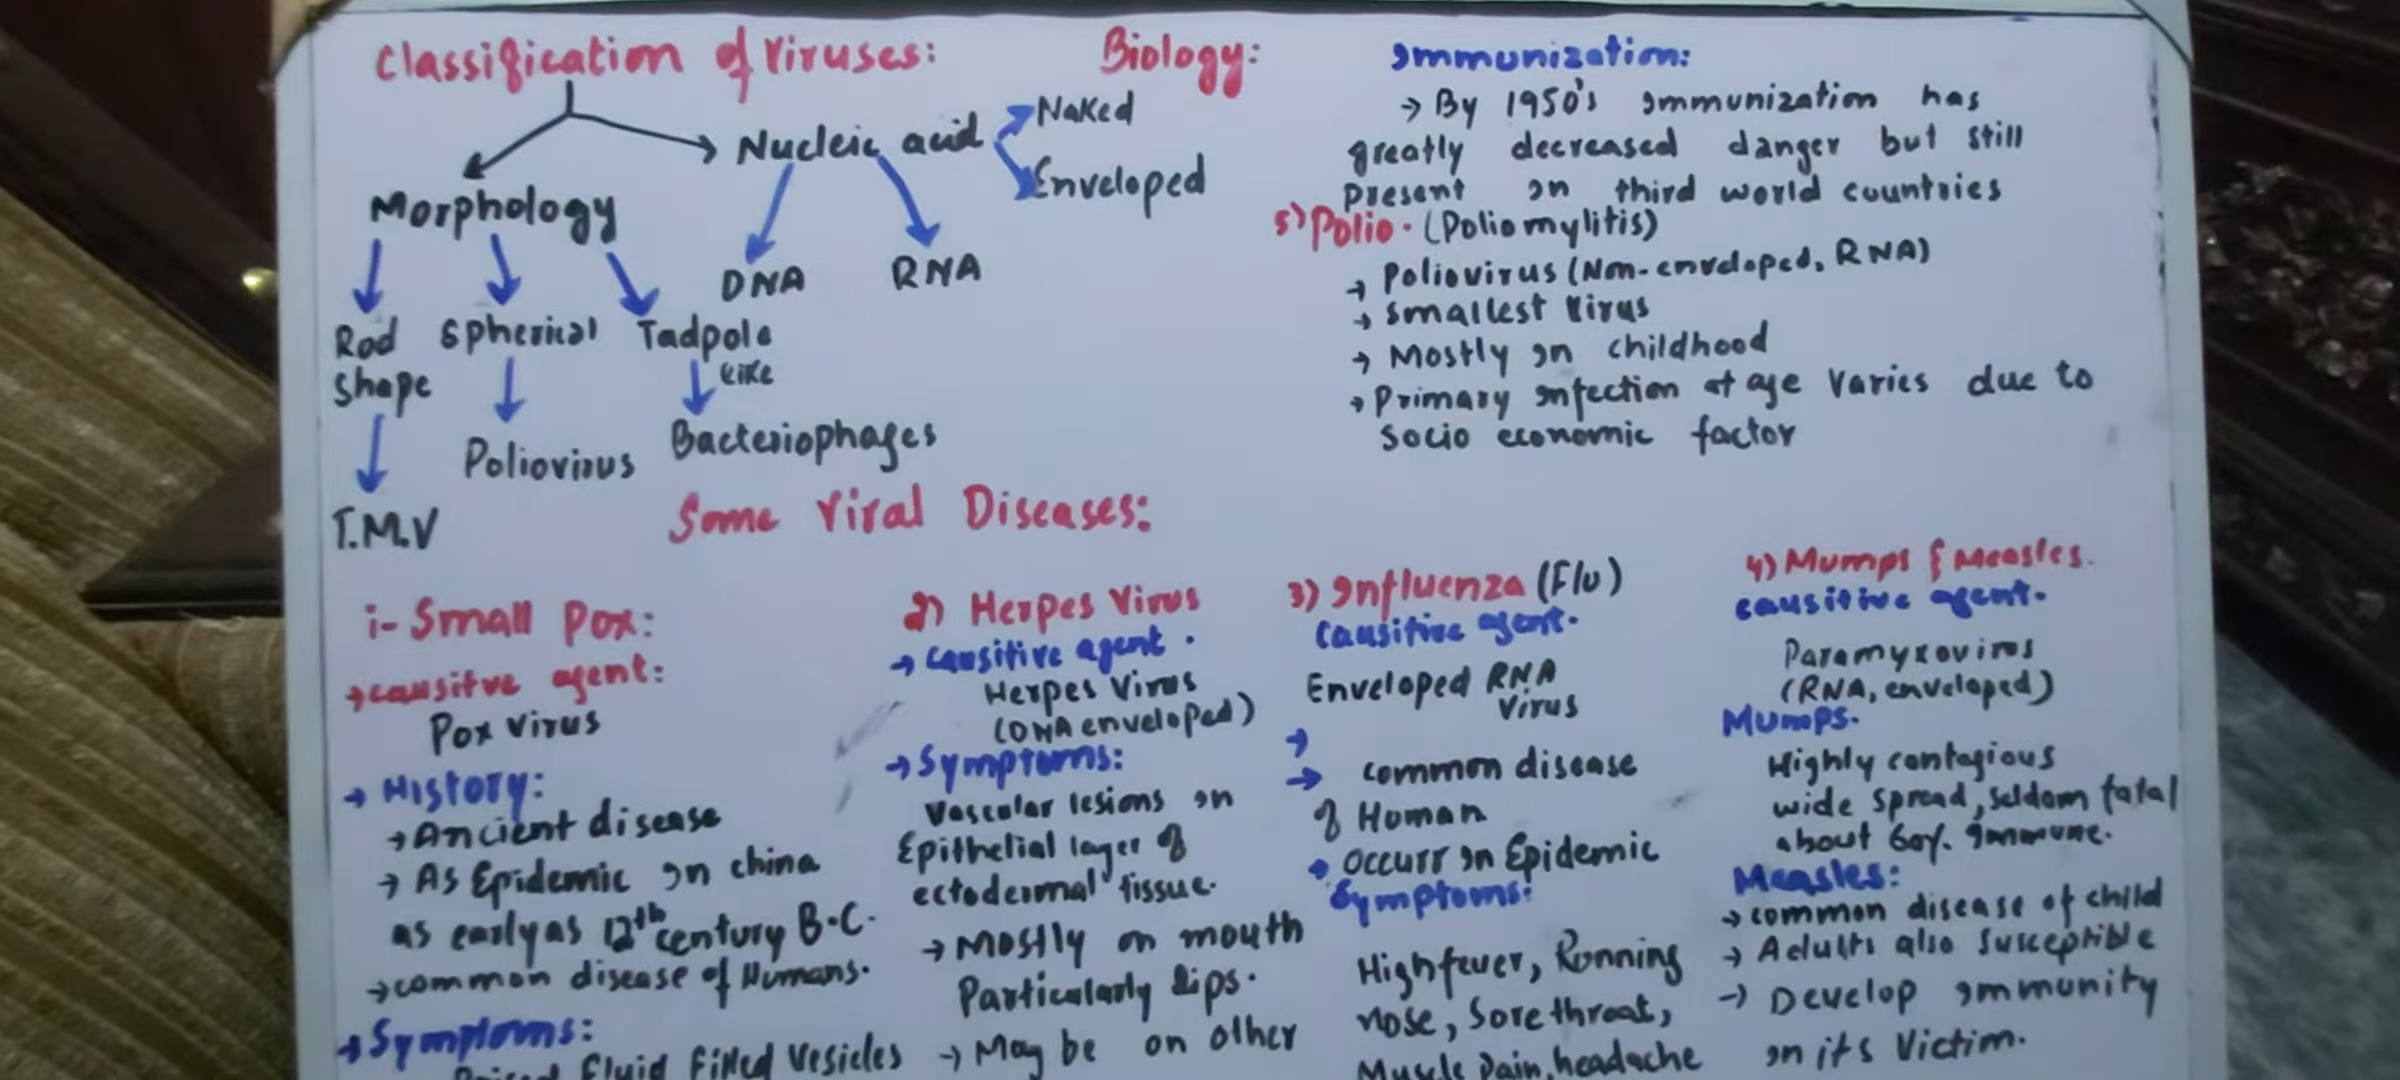 Classification of Viruses:
Biology:
Nucleic acid
Naked
Enveloped
Morphology
DNA
RNA
Rod
Shape
Spherical
Tadpole
like
T.M.V
Poliovirus
Bacteriophages
Immunization:
→ By 1950's immunization has
greatly decreased danger but still
present in third world countries
5) Polio. (Poliomylitis)
→ Poliovirus (Non-enveloped, RNA)
→ smallest Virus
→ Mostly in childhood
→ Primary infection at age varies due to
socio economic factor
Some Viral Diseases:
i- Small Pox:
→ causitve agent:
Pox virus
→ History:
→ Ancient disease
→ As Epidemic in china
as early as 12th century B.C.
→ common disease of Humans.
→ Symptoms:
Raised fluid filled vesicles
2) Herpes Virus
→ causitive agent.
Herpes Virus
(DNA enveloped)
→ Symptoms:
Vascular lesions in
Epithelial layer of
ectodermal tissue.
→ Mostly on mouth
Particularly lips.
→ May be on other
3) Influenza (Flu)
causitive agent.
Enveloped RNA
Virus
→
→ common disease
of Human
Occurr in Epidemic
Symptoms:
High fever, Running
nose, Sore throat,
Muscle Pain, headache
4) Mumps & Measles.
causitive agent.
Paramyxovirus
(RNA, enveloped)
Mumps.
Highly contagious
wide spread, seldom fatal
about 60%. immune.
Measles:
→ common disease of child
→ Adults also susceptible
→ Develop immunity
in its Victim.